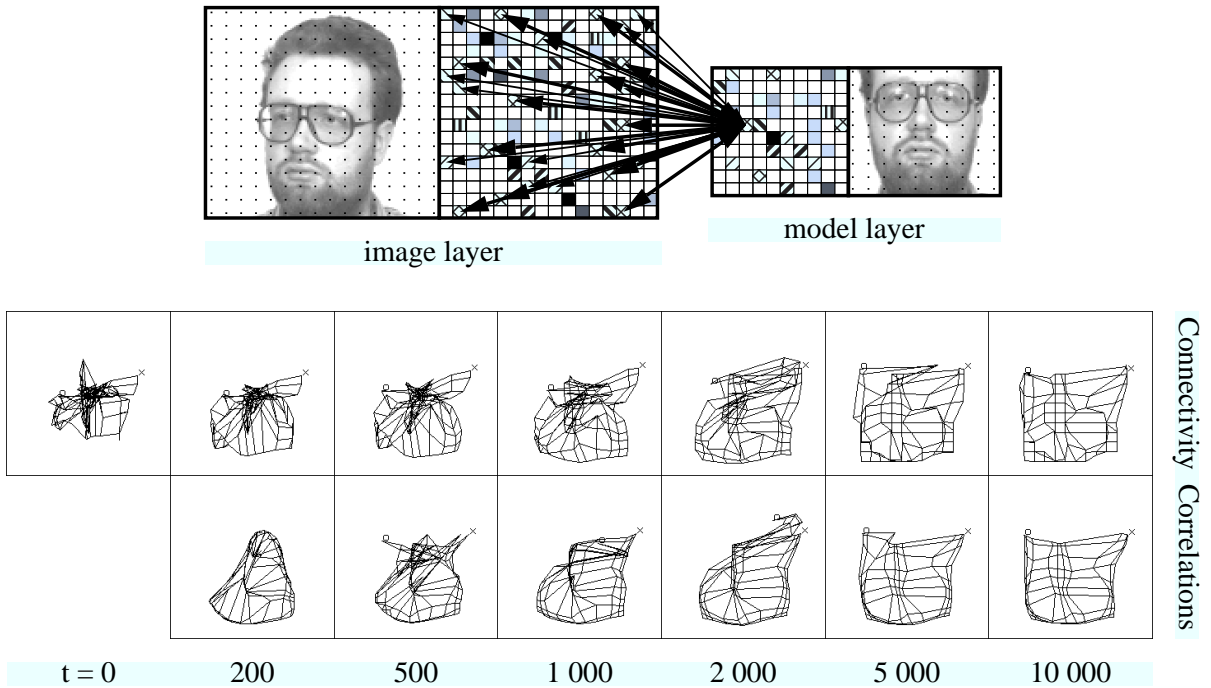 image layer
model layer
Connectivity
Correlations
t = 0 200 500 1 000 2 000 5 000 10 000